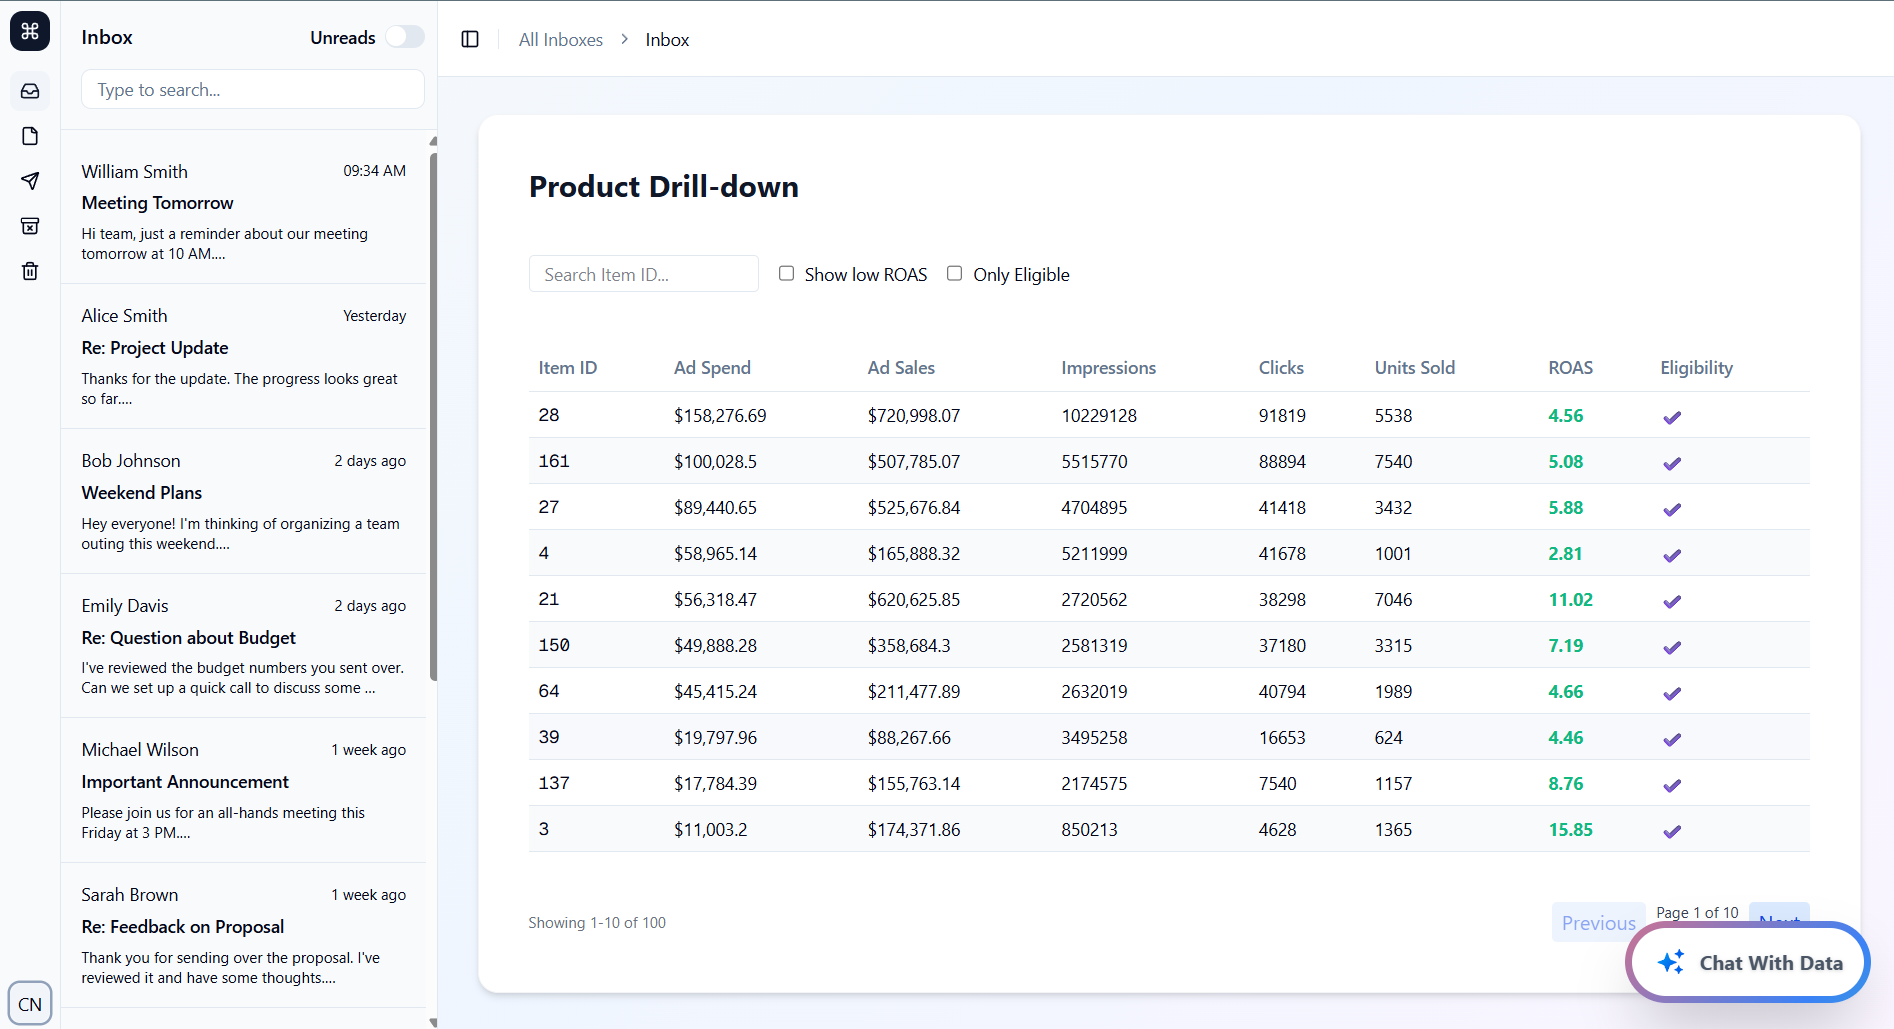 Inbox
Unreads
Type to search...
William Smith 09:34 AM
Meeting Tomorrow
Hi team, just a reminder about our meeting
tomorrow at 10 AM....
Alice Smith Yesterday
Re: Project Update
Thanks for the update. The progress looks great
so far....
Bob Johnson 2 days ago
Weekend Plans
Hey everyone! I'm thinking of organizing a team
outing this weekend....
Emily Davis 2 days ago
Re: Question about Budget
I've reviewed the budget numbers you sent over.
Can we set up a quick call to discuss some ...
Michael Wilson 1 week ago
Important Announcement
Please join us for an all-hands meeting this
Friday at 3 PM....
Sarah Brown 1 week ago
Re: Feedback on Proposal
Thank you for sending over the proposal. I've
reviewed it and have some thoughts....
CN
All Inboxes > Inbox
Product Drill-down
Search Item ID...
Show low ROAS
Only Eligible
Item ID Ad Spend Ad Sales Impressions Clicks Units Sold ROAS Eligibility
28 $158,276.69 $720,998.07 10229128 91819 5538 4.56 ✔
161 $100,028.5 $507,785.07 5515770 88894 7540 5.08 ✔
27 $89,440.65 $525,676.84 4704895 41418 3432 5.88 ✔
4 $58,965.14 $165,888.32 5211999 41678 1001 2.81 ✔
21 $56,318.47 $620,625.85 2720562 38298 7046 11.02 ✔
150 $49,888.28 $358,684.3 2581319 37180 3315 7.19 ✔
64 $45,415.24 $211,477.89 2632019 40794 1989 4.66 ✔
39 $19,797.96 $88,267.66 3495258 16653 624 4.46 ✔
137 $17,784.39 $155,763.14 2174575 7540 1157 8.76 ✔
3 $11,003.2 $174,371.86 850213 4628 1365 15.85 ✔
Showing 1-10 of 100
Previous
Page 1 of 10
Next
Chat With Data